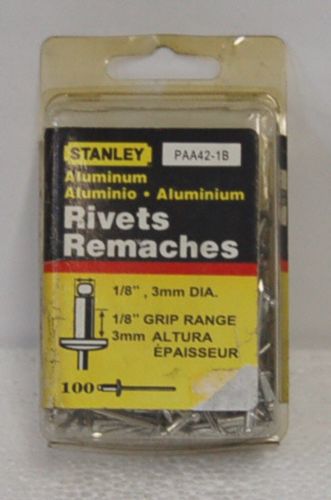 STANLEY PAA42-1B
Aluminum
Aluminio • Aluminium
Rivets
Remaches
1/8", 3mm DIA.
1/8" GRIP RANGE
3mm ALTURA
ÉPAISSEUR
100